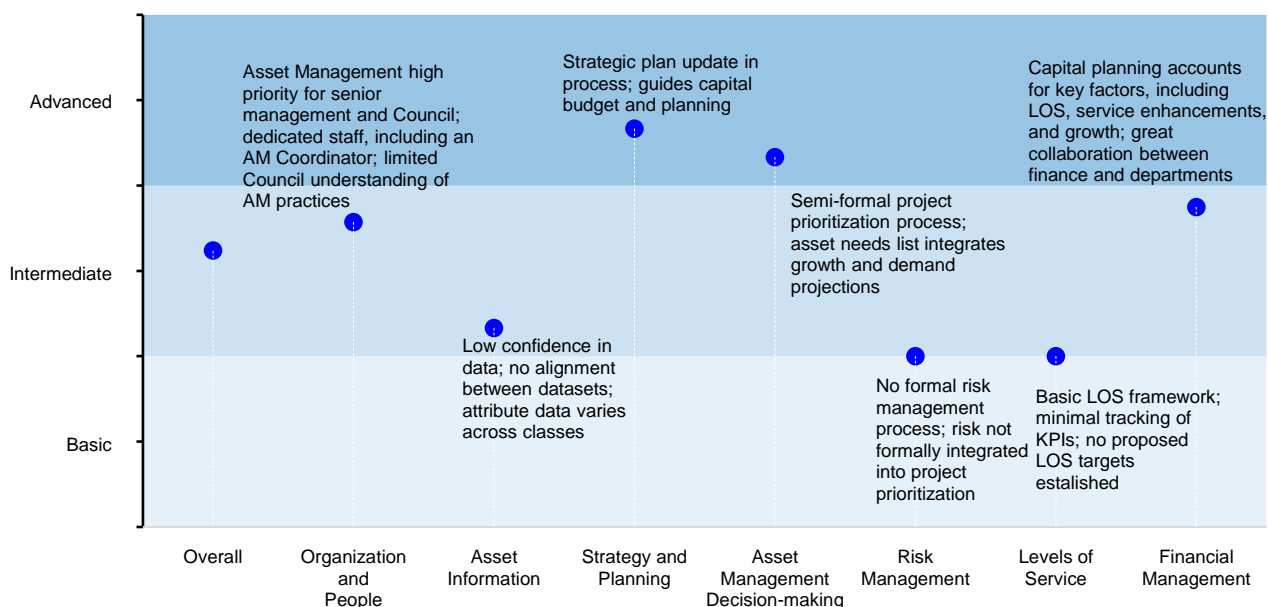 Advanced
Intermediate
Basic
Asset Management high
priority for senior
management and Council;
dedicated staff, including an
AM Coordinator; limited
Council understanding of
AM practices
Low confidence in
data; no alignment
between datasets;
attribute data varies
across classes
Strategic plan update in
process; guides capital
budget and planning
Semi-formal project
prioritization process;
asset needs list integrates
growth and demand
projections
No formal risk
management
process; risk not
formally integrated
into project
prioritization
Basic LOS framework;
minimal tracking of
KPIs; no proposed
LOS targets
estalished
Capital planning accounts
for key factors, including
LOS, service enhancements,
and growth; great
collaboration between
finance and departments
Overall
Organization
and
People
Asset
Information
Strategy and
Planning
Asset
Management
Decision-making
Risk
Management
Levels of
Service
Financial
Management